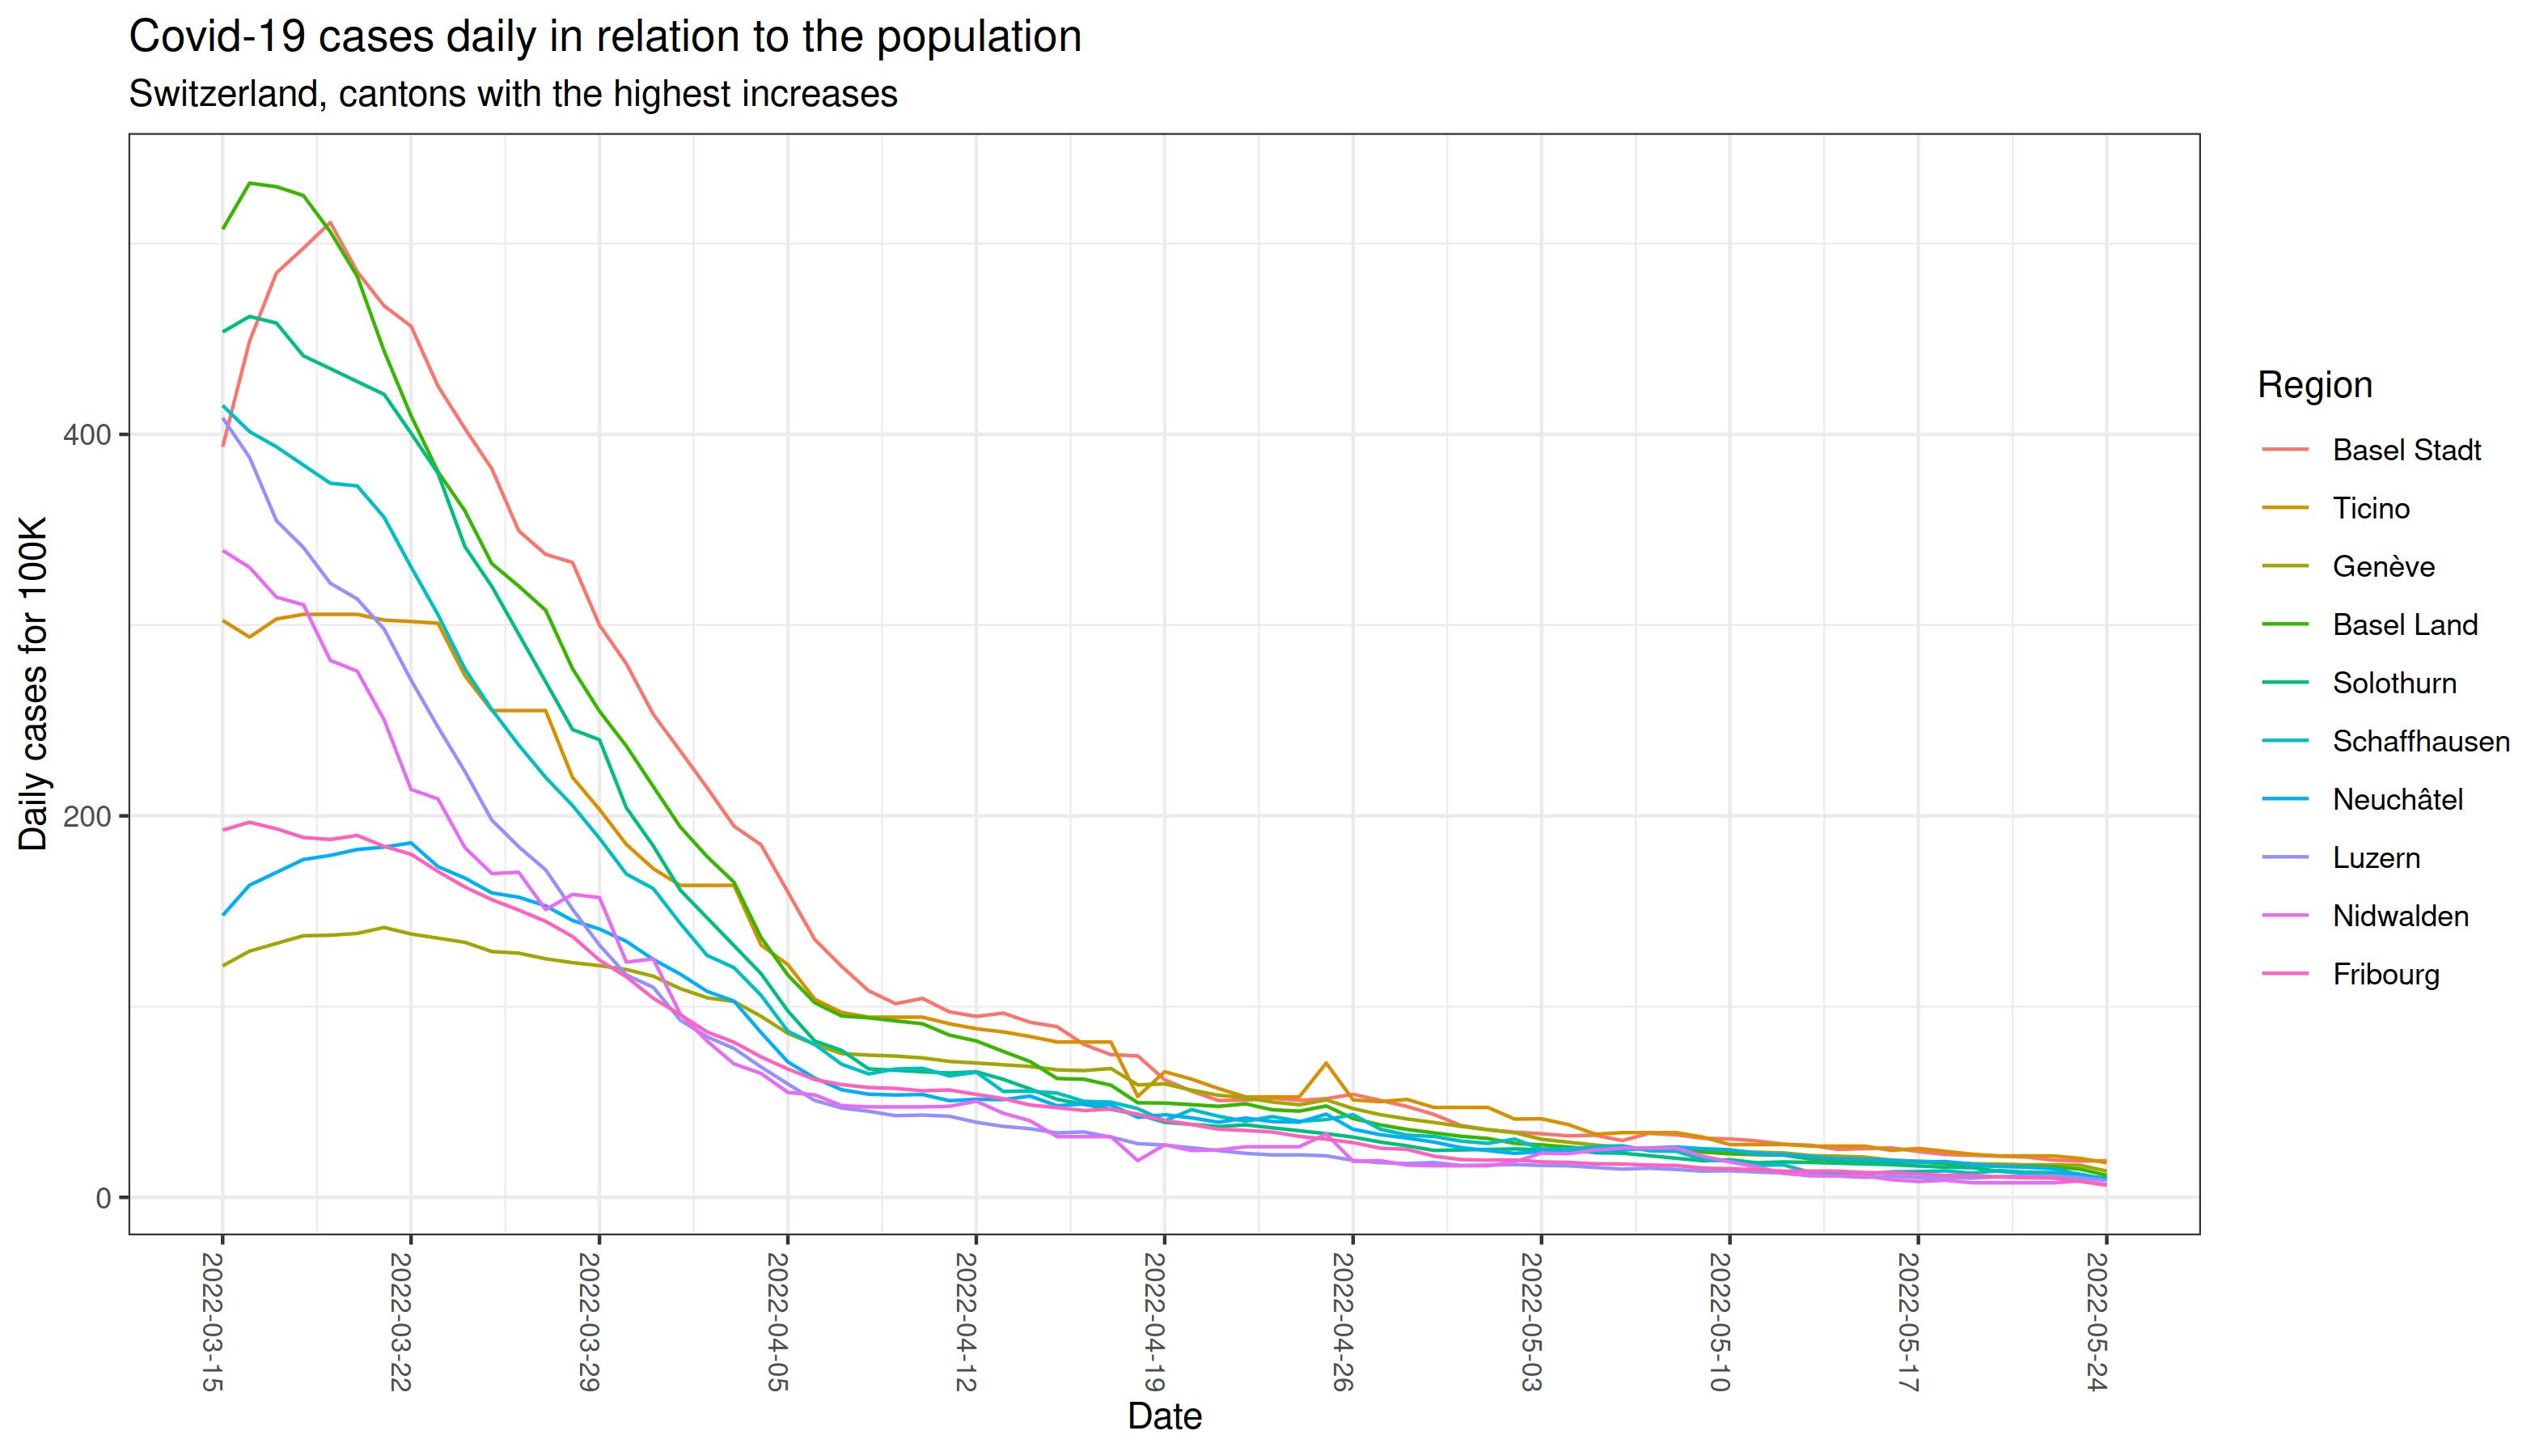 Covid-19 cases daily in relation to the population
Switzerland, cantons with the highest increases
Daily cases for 100K
400
200
0
2022-03-15
2022-03-22
2022-03-29
2022-04-05
2022-04-12
2022-04-19
2022-04-26
2022-05-03
2022-05-10
2022-05-17
2022-05-24
Date
Region
Basel Stadt
Ticino
Genève
Basel Land
Solothurn
Schaffhausen
Neuchâtel
Luzern
Nidwalden
Fribourg